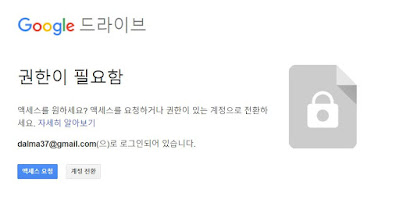 Google 드라이브
권한이 필요함
액세스를 원하세요? 액세스를 요청하거나 권한이 있는 계정으로 전환하
세요. 자세히 알아보기
dalma37@gmail.com(으)로 로그인되어 있습니다.
액세스 요청 계정 전환